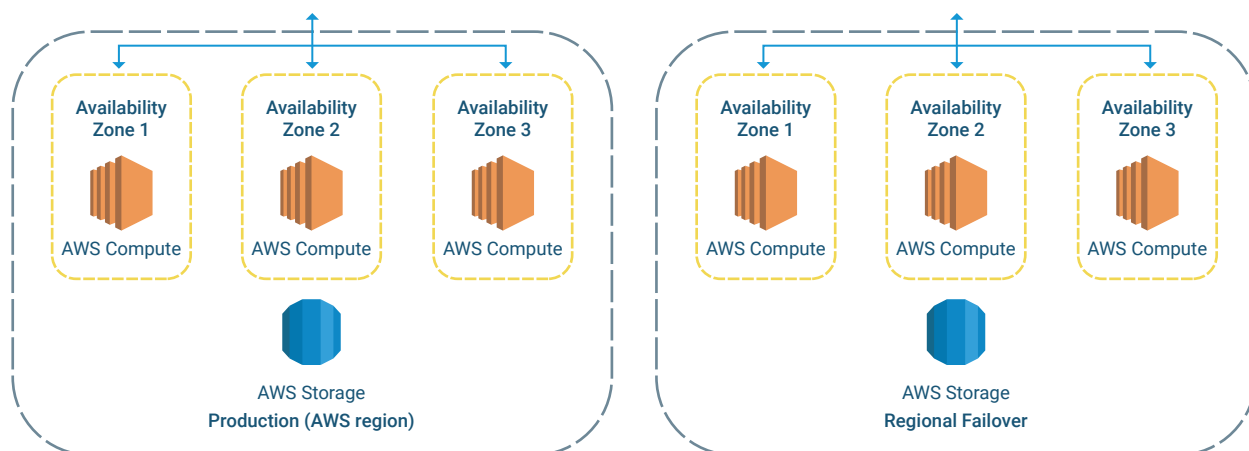 Availability
Zone 1
AWS Compute
Availability
Zone 2
AWS Compute
Availability
Zone 3
AWS Compute
AWS Storage
Production (AWS region)
Availability
Zone 1
AWS Compute
Availability
Zone 2
AWS Compute
Availability
Zone 3
AWS Compute
AWS Storage
Regional Failover